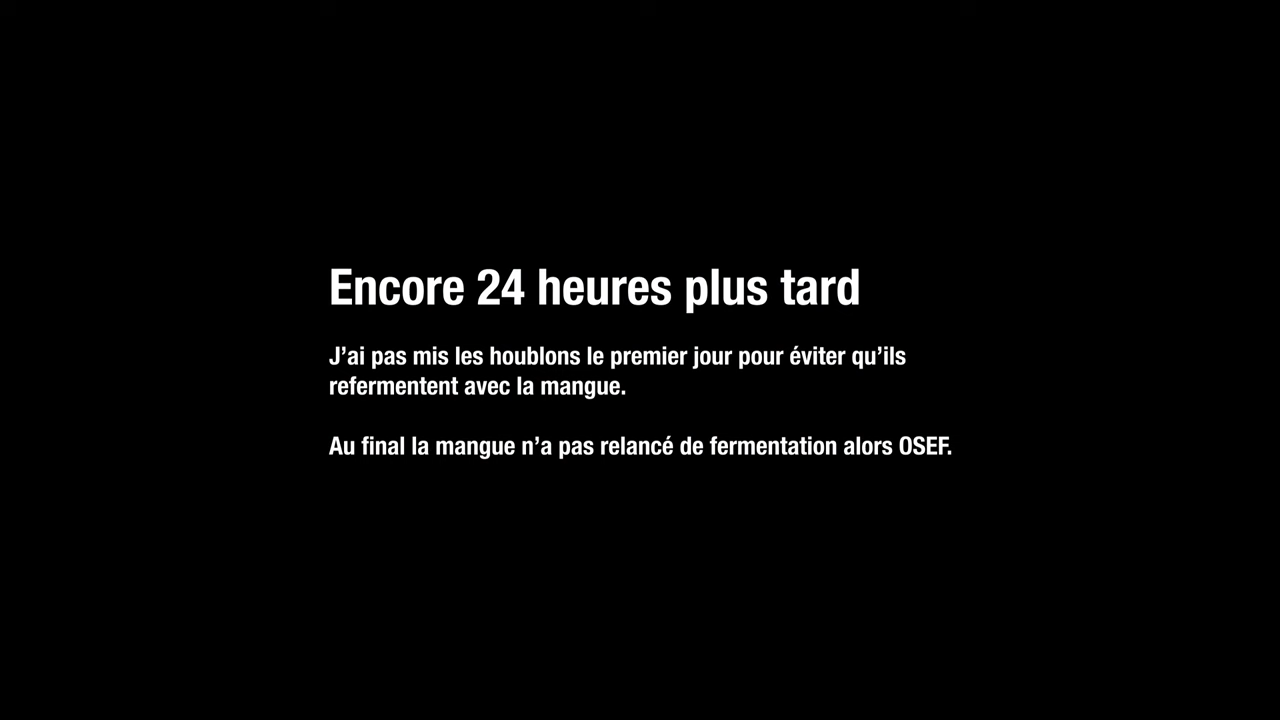 Encore 24 heures plus tard
J’ai pas mis les houblons le premier jour pour éviter qu’ils
refermentent avec la mangue.
Au final la mangue n’a pas relancé de fermentation alors OSEF.